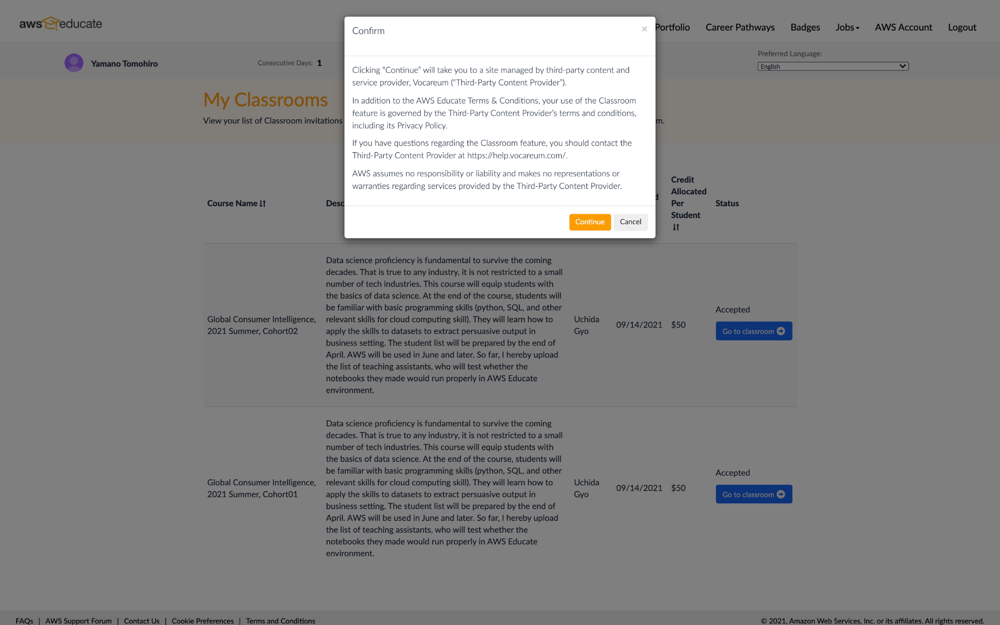 aws educate
Portfolio
Career Pathways
Badges
Jobs
AWS Account
Logout
Yamano Tomohiro
Consecutive Days: 1
Preferred Language:
English
Confirm
×
Clicking “Continue” will take you to a site managed by third-party content and
service provider, Vocareum (“Third-Party Content Provider”).
In addition to the AWS Educate Terms & Conditions, your use of the Classroom
feature is governed by the Third-Party Content Provider’s terms and conditions,
including its Privacy Policy.
If you have questions regarding the Classroom feature, you should contact the
Third-Party Content Provider at https://help.vocareum.com/.
AWS assumes no responsibility or liability and makes no representations or
warranties regarding services provided by the Third-Party Content Provider.
Continue
Cancel
My Classrooms
View your list of Classroom invitations
m.
Course Name
Desc
d
Credit
Allocated
Per
Student
Status
Global Consumer Intelligence,
2021 Summer, Cohort02
Data science proficiency is fundamental to survive the coming
decades. That is true to any industry, it is not restricted to a small
number of tech industries. This course will equip students with
the basics of data science. At the end of the course, students will
be familiar with basic programming skills (python, SQL, and other
relevant skills for cloud computing skill). They will learn how to
apply the skills to datasets to extract persuasive output in
business setting. The student list will be prepared by the end of
April. AWS will be used in June and later. So far, I hereby upload
the list of teaching assistants, who will test whether the
notebooks they made would run properly in AWS Educate
environment.
Uchida
Gyo
09/14/2021
$50
Accepted
Go to classroom
Global Consumer Intelligence,
2021 Summer, Cohort01
Data science proficiency is fundamental to survive the coming
decades. That is true to any industry, it is not restricted to a small
number of tech industries. This course will equip students with
the basics of data science. At the end of the course, students will
be familiar with basic programming skills (python, SQL, and other
relevant skills for cloud computing skill). They will learn how to
apply the skills to datasets to extract persuasive output in
business setting. The student list will be prepared by the end of
April. AWS will be used in June and later. So far, I hereby upload
the list of teaching assistants, who will test whether the
notebooks they made would run properly in AWS Educate
environment.
Uchida
Gyo
09/14/2021
$50
Accepted
Go to classroom
FAQs | AWS Support Forum | Contact Us | Cookie Preferences | Terms and Conditions
© 2021, Amazon Web Services, Inc. or its affiliates. All rights reserved.